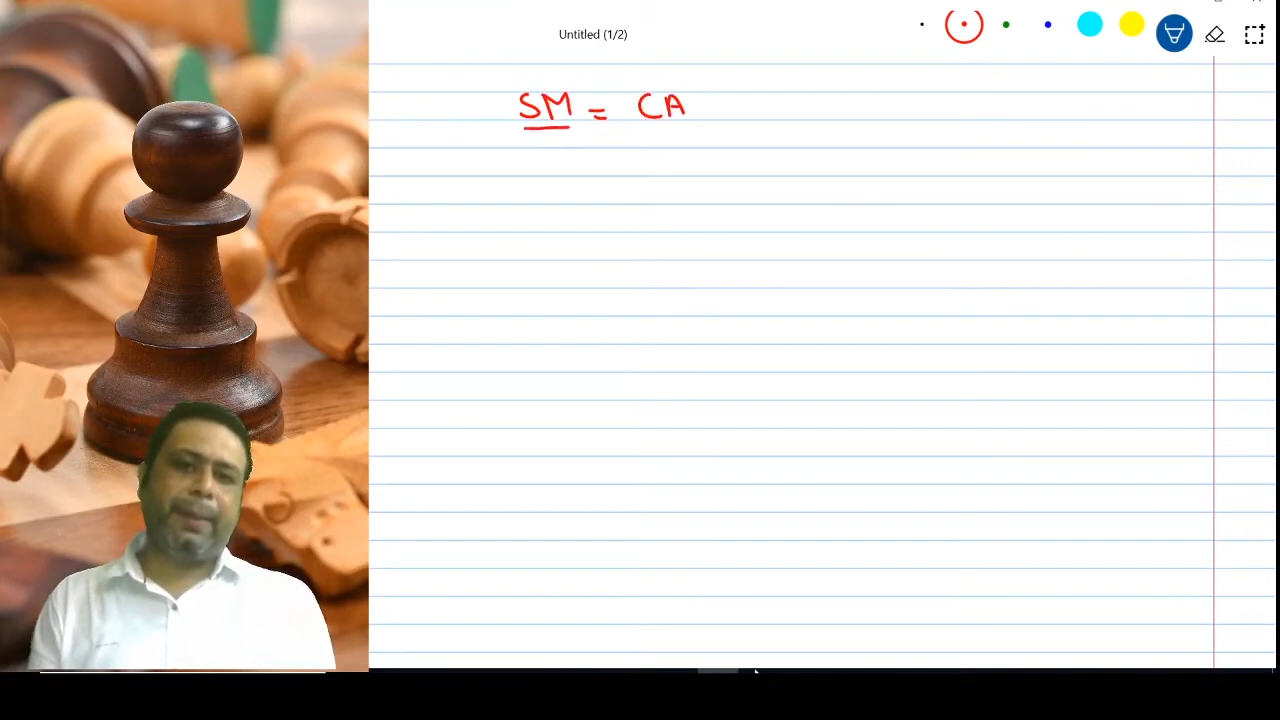 Untitled (1/2)
SM = CA